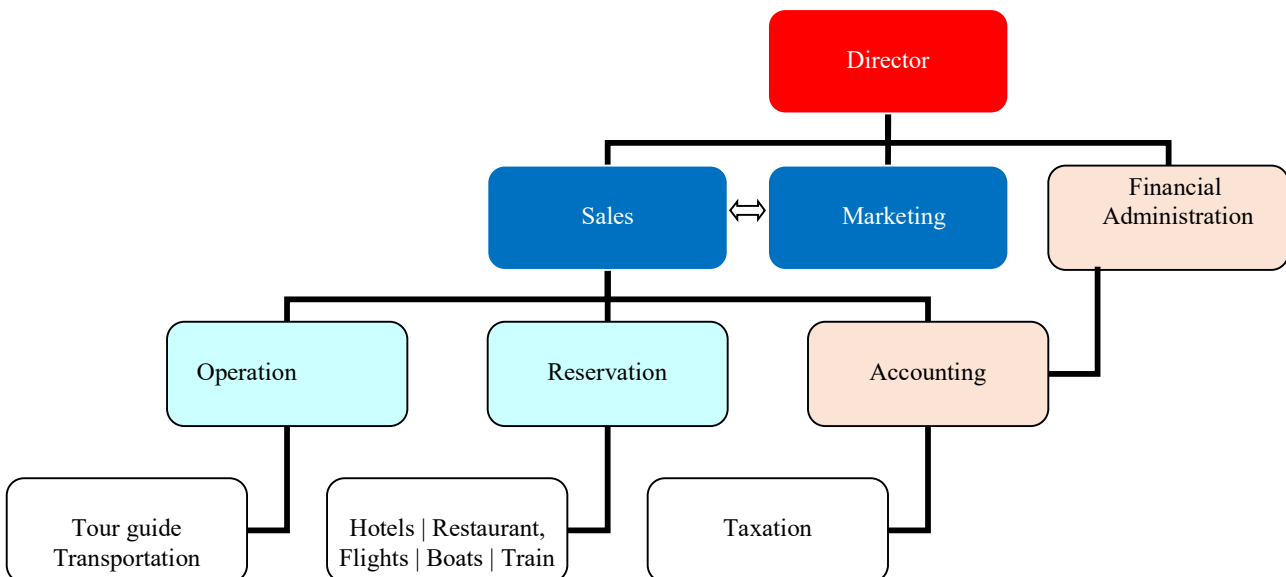 Director
Sales
Marketing
Financial
Administration
Operation
Reservation
Accounting
Tour guide
Transportation
Hotels | Restaurant,
Flights | Boats | Train
Taxation